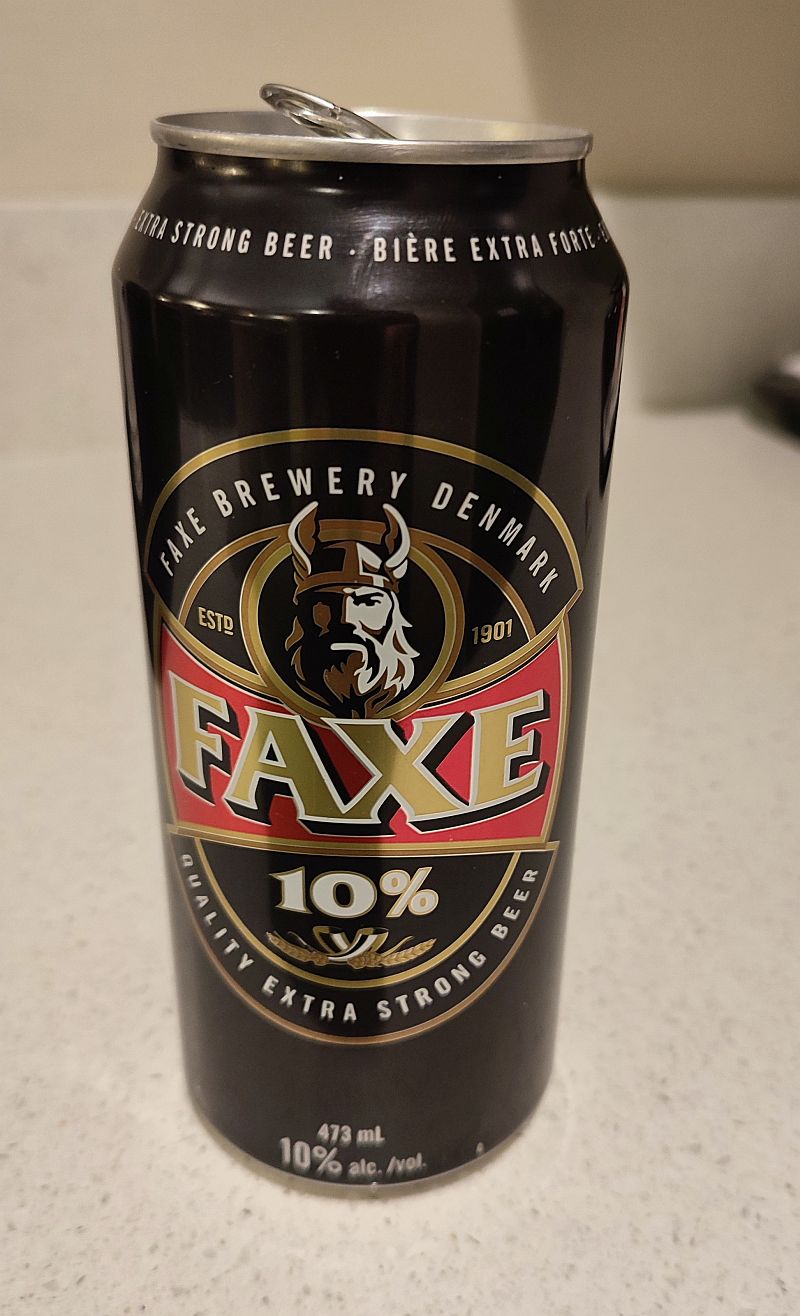 EXTRA STRONG BEER · BIÈRE EXTRA FORTE ·
FAXE BREWERY DENMARK
ESTD 1901
FAXE
10%
QUALITY EXTRA STRONG BEER
473 mL
10% alc. /vol.